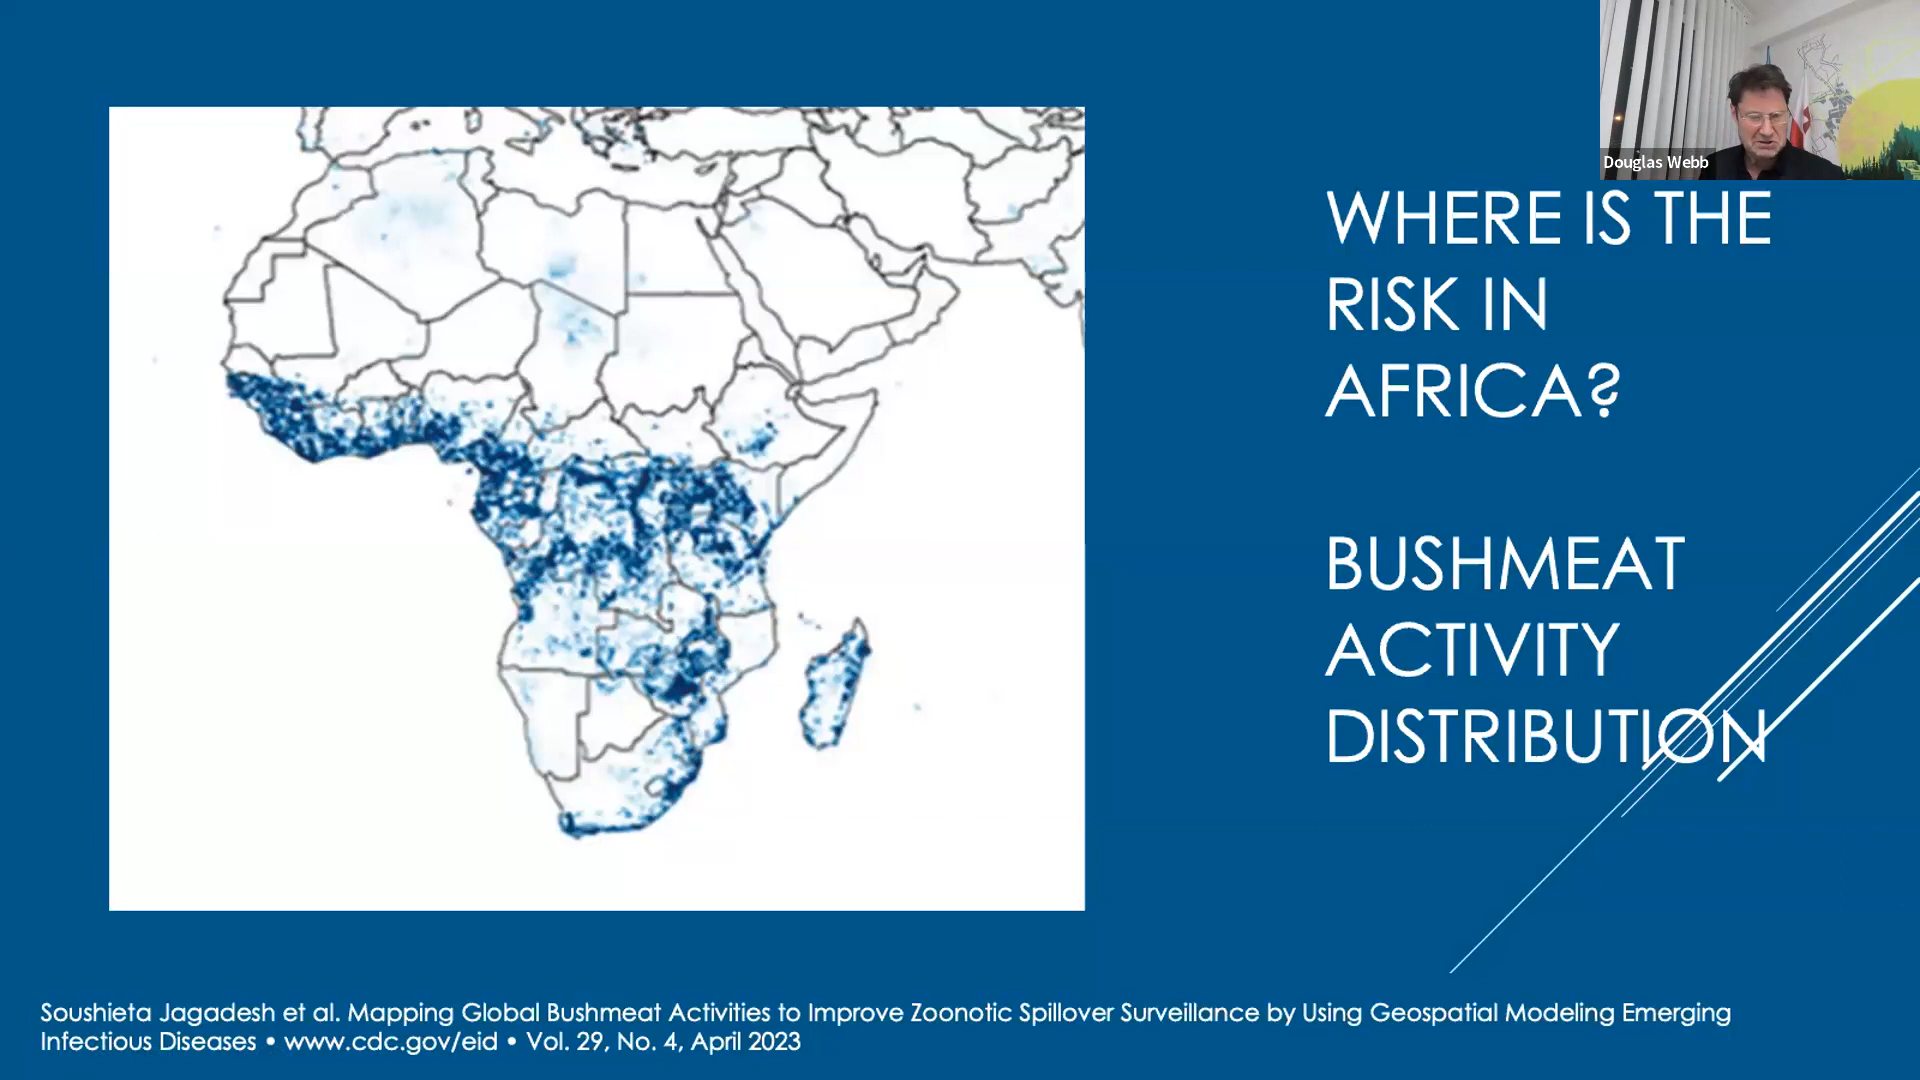 Douglas Webb
WHERE IS THE
RISK IN
AFRICA?
BUSHMEAT
ACTIVITY
DISTRIBUTION
Soushieta Jagadesh et al. Mapping Global Bushmeat Activities to Improve Zoonotic Spillover Surveillance by Using Geospatial Modeling Emerging
Infectious Diseases • www.cdc.gov/eid • Vol. 29, No. 4, April 2023